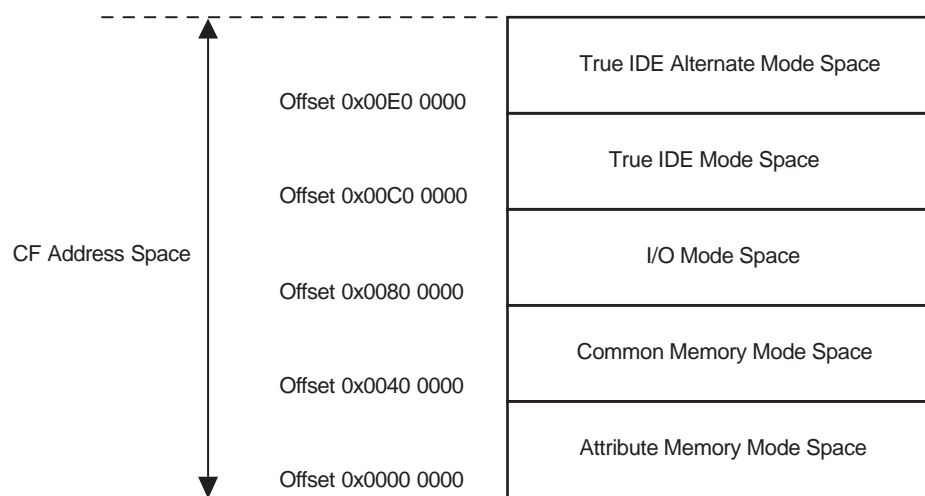 True IDE Alternate Mode Space
Offset 0x00E0 0000
True IDE Mode Space
Offset 0x00C0 0000
CF Address Space
I/O Mode Space
Offset 0x0080 0000
Common Memory Mode Space
Offset 0x0040 0000
Attribute Memory Mode Space
Offset 0x0000 0000